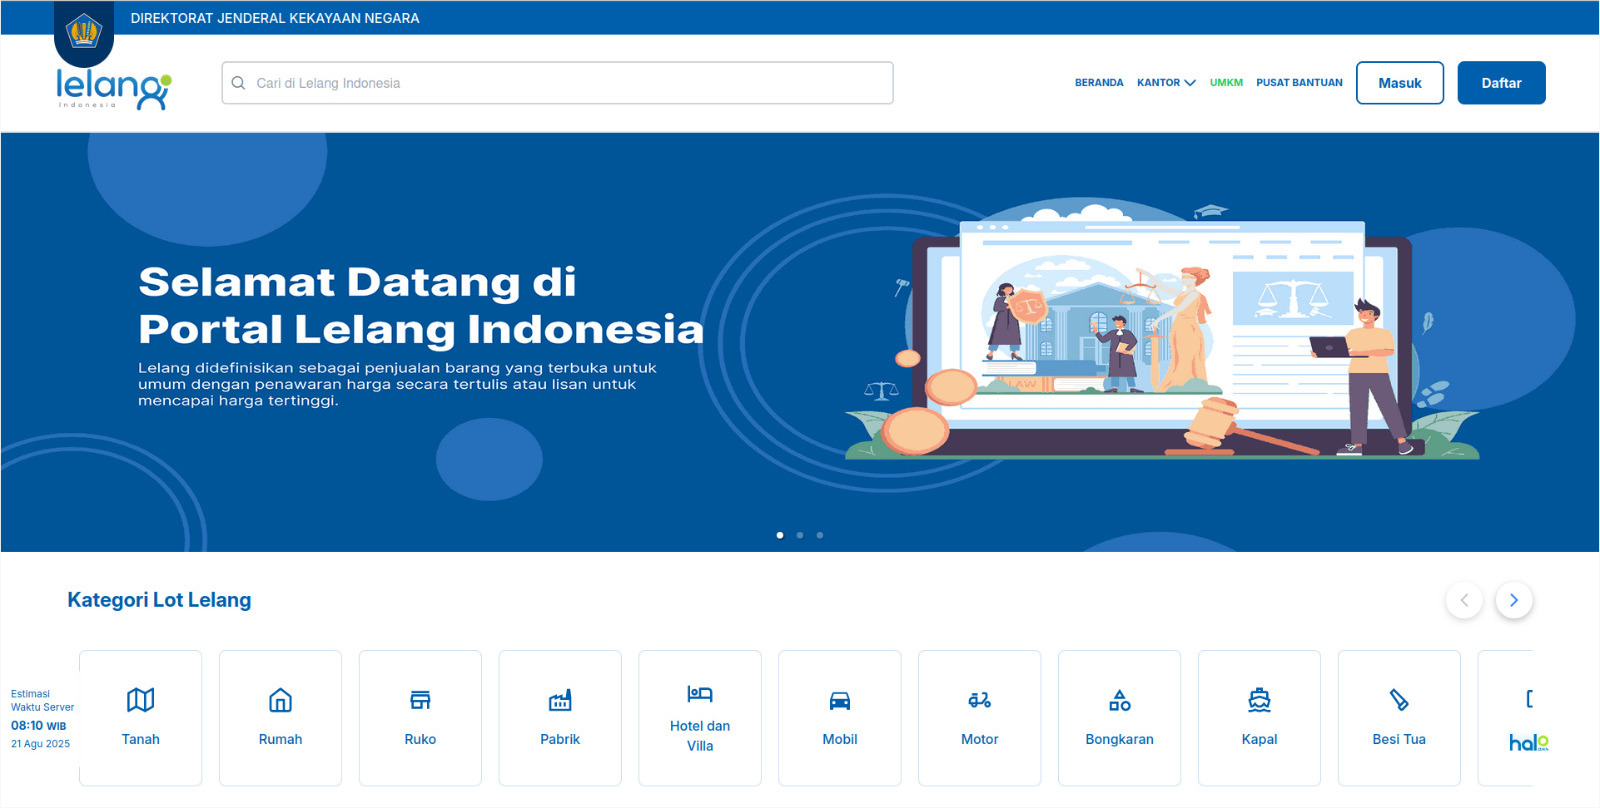 DIREKTORAT JENDERAL KEKAYAAN NEGARA
lelang
Indonesia
Cari di Lelang Indonesia
BERANDA
KANTOR
UMKM
PUSAT BANTUAN
Masuk
Daftar
Selamat Datang di
Portal Lelang Indonesia
Lelang didefinisikan sebagai penjualan barang yang terbuka untuk
umum dengan penawaran harga secara tertulis atau lisan untuk
mencapai harga tertinggi.
LAW
Kategori Lot Lelang
Estimasi
Waktu Server
08:10 WIB
21 Agu 2025
Tanah
Rumah
Ruko
Pabrik
Hotel dan
Villa
Mobil
Motor
Bongkaran
Kapal
Besi Tua
halo